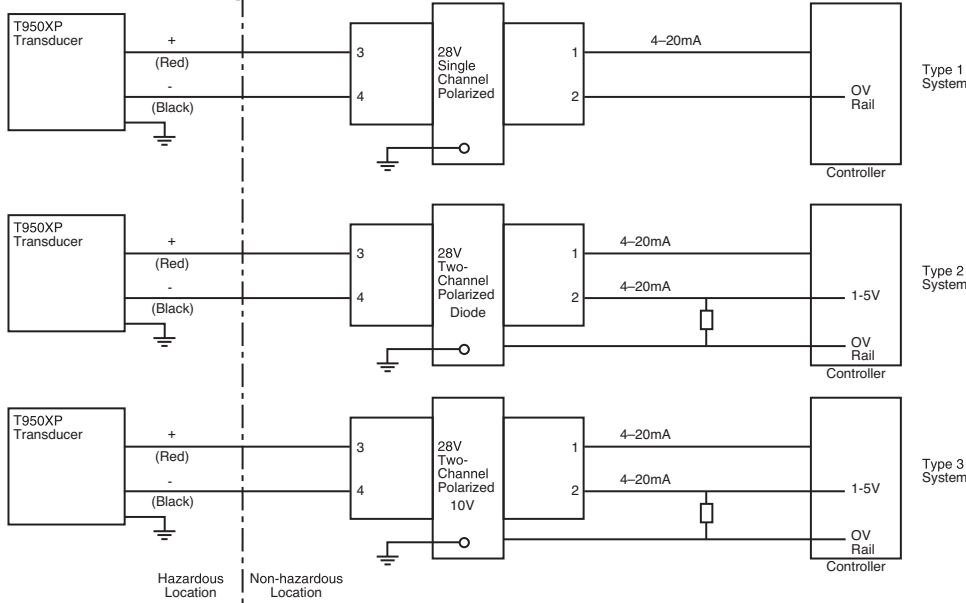 T950XP
Transducer
+
(Red)
-
(Black)
3
4
28V
Single
Channel
Polarized
1
2
4–20mA
OV
Rail
Controller
Type 1
System
T950XP
Transducer
+
(Red)
-
(Black)
3
4
28V
Two-
Channel
Polarized
Diode
1
2
4–20mA
4–20mA
1-5V
OV
Rail
Controller
Type 2
System
T950XP
Transducer
+
(Red)
-
(Black)
3
4
28V
Two-
Channel
Polarized
10V
1
2
4–20mA
4–20mA
1-5V
OV
Rail
Controller
Type 3
System
Hazardous
Location
Non-hazardous
Location